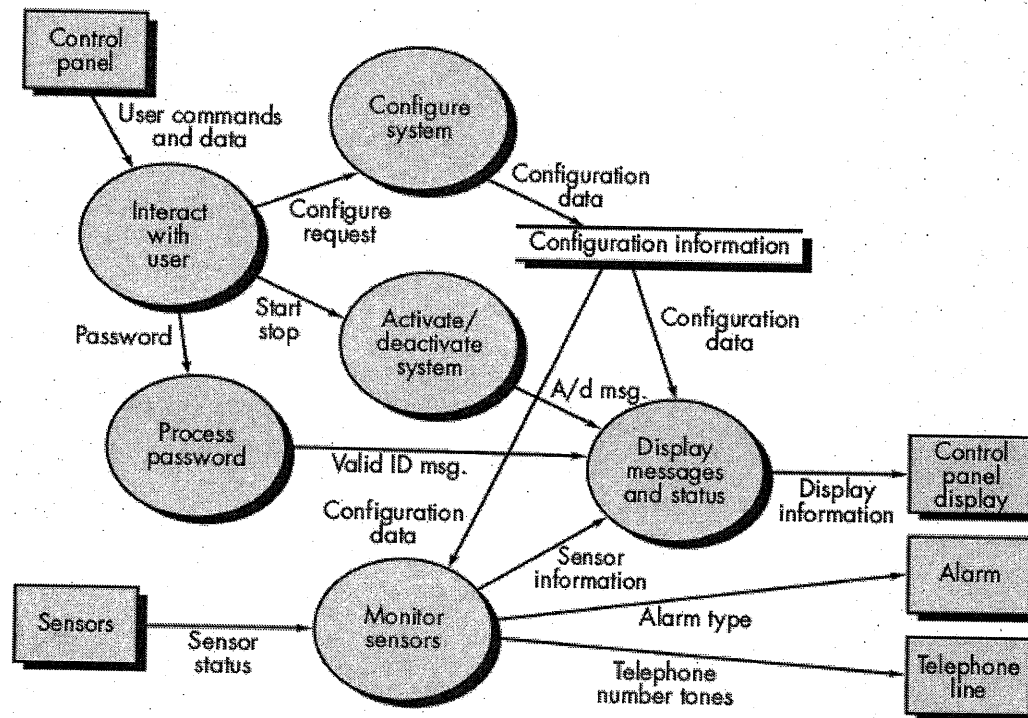 Control
panel
User commands
and data
Configure
system
Interact
with
user
Configure
request
Configuration
data
Configuration information
Start
stop
Password
Activate/
deactivate
system
Configuration
data
A/d msg.
Process
password
Valid ID msg.
Display
messages
and status
Display
information
Control
panel
display
Configuration
data
Sensor
information
Sensors
Sensor
status
Monitor
sensors
Alarm type
Alarm
Telephone
number tones
Telephone
line